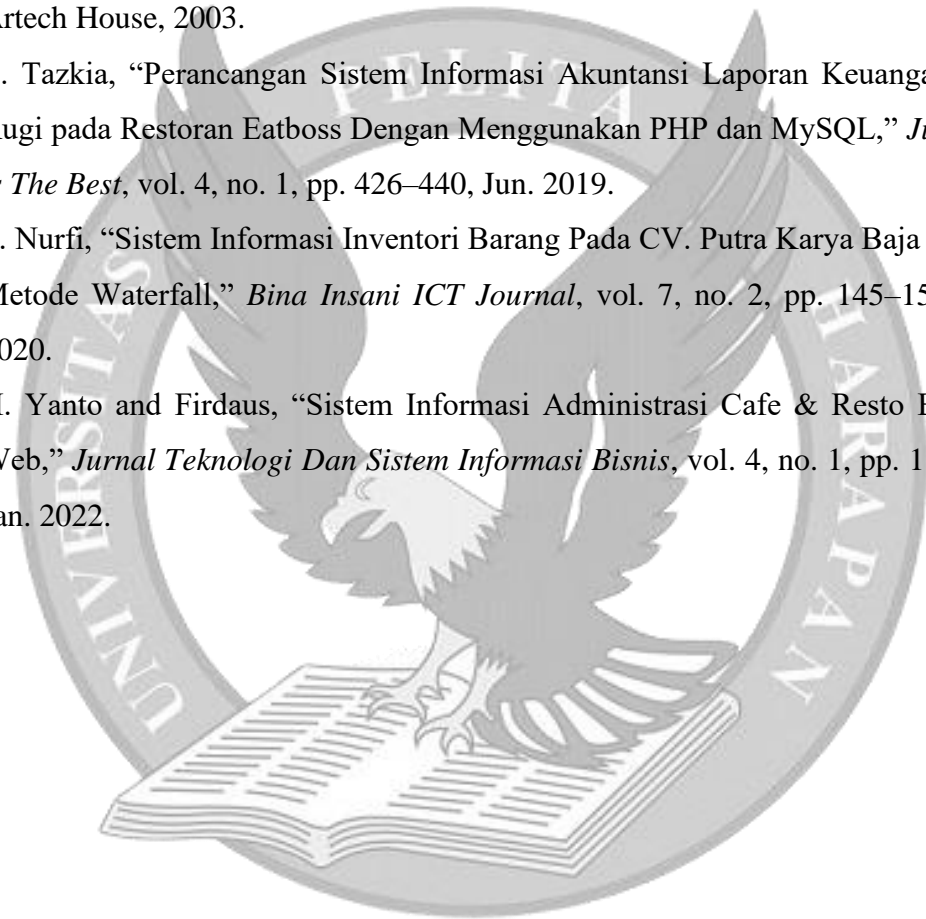 Artech House, 2003.
. Tazkia, “Perancangan Sistem Informasi Akuntansi Laporan Keuanga
ugi pada Restoran Eatboss Dengan Menggunakan PHP dan MySQL,” Ju
The Best, vol. 4, no. 1, pp. 426–440, Jun. 2019.
. Nurfi, “Sistem Informasi Inventori Barang Pada CV. Putra Karya Baja
Metode Waterfall,” Bina Insani ICT Journal, vol. 7, no. 2, pp. 145–15
2020.
. Yanto and Firdaus, “Sistem Informasi Administrasi Cafe & Resto B
Web,” Jurnal Teknologi Dan Sistem Informasi Bisnis, vol. 4, no. 1, pp. 1
an. 2022.
UNIVERSITAS PELITA HARAPAN